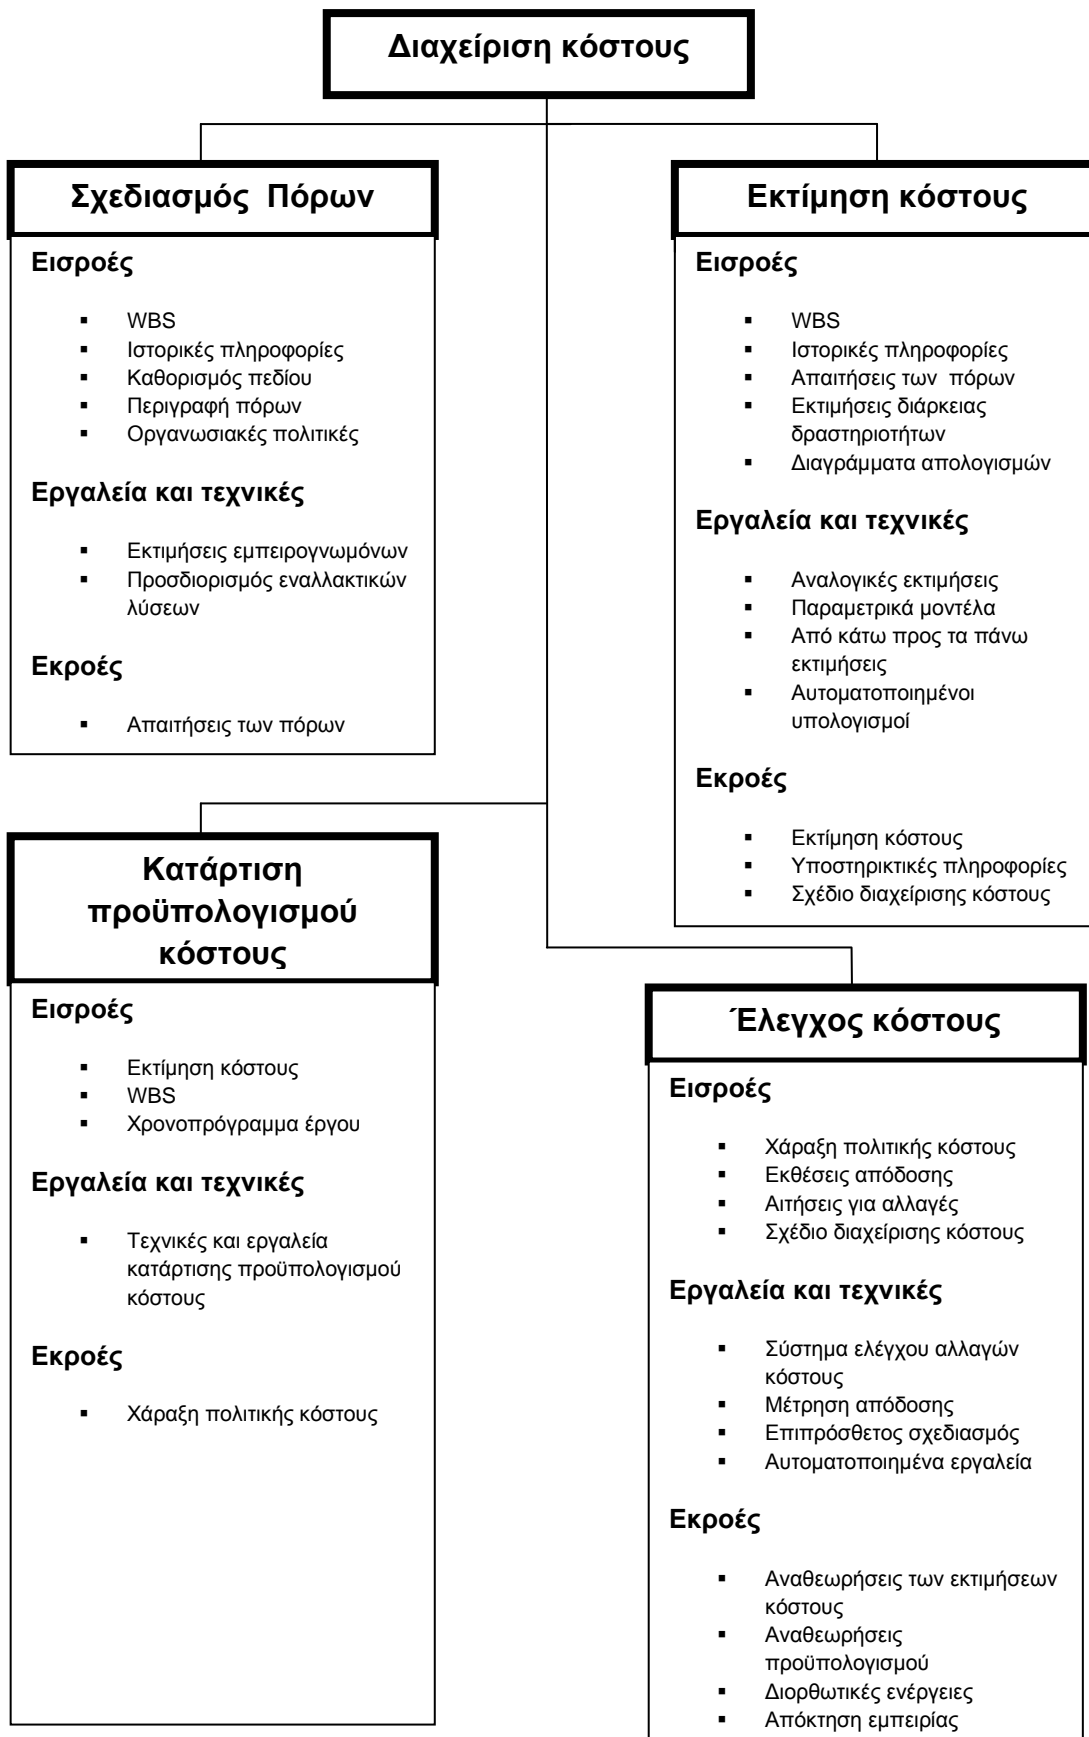 Διαχείριση κόστους
Σχεδιασμός Πόρων
Εισροές
▪ WBS
▪ Ιστορικές πληροφορίες
▪ Καθορισμός πεδίου
▪ Περιγραφή πόρων
▪ Οργανωσιακές πολιτικές
Εργαλεία και τεχνικές
▪ Εκτιμήσεις εμπειρογνωμόνων
▪ Προσδιορισμός εναλλακτικών
λύσεων
Εκροές
▪ Απαιτήσεις των πόρων
Εκτίμηση κόστους
Εισροές
▪ WBS
▪ Ιστορικές πληροφορίες
▪ Απαιτήσεις των πόρων
▪ Εκτιμήσεις διάρκειας
δραστηριοτήτων
▪ Διαγράμματα απολογισμών
Εργαλεία και τεχνικές
▪ Αναλογικές εκτιμήσεις
▪ Παραμετρικά μοντέλα
▪ Από κάτω προς τα πάνω
εκτιμήσεις
▪ Αυτοματοποιημένοι
υπολογισμοί
Εκροές
▪ Εκτίμηση κόστους
▪ Υποστηρικτικές πληροφορίες
▪ Σχέδιο διαχείρισης κόστους
Κατάρτιση
προϋπολογισμού
κόστους
Εισροές
▪ Εκτίμηση κόστους
▪ WBS
▪ Χρονοπρόγραμμα έργου
Εργαλεία και τεχνικές
▪ Τεχνικές και εργαλεία
κατάρτισης προϋπολογισμού
κόστους
Εκροές
▪ Χάραξη πολιτικής κόστους
Έλεγχος κόστους
Εισροές
▪ Χάραξη πολιτικής κόστους
▪ Εκθέσεις απόδοσης
▪ Αιτήσεις για αλλαγές
▪ Σχέδιο διαχείρισης κόστους
Εργαλεία και τεχνικές
▪ Σύστημα ελέγχου αλλαγών
κόστους
▪ Μέτρηση απόδοσης
▪ Επιπρόσθετος σχεδιασμός
▪ Αυτοματοποιημένα εργαλεία
Εκροές
▪ Αναθεωρήσεις των εκτιμήσεων
κόστους
▪ Αναθεωρήσεις
προϋπολογισμού
▪ Διορθωτικές ενέργειες
▪ Απόκτηση εμπειρίας